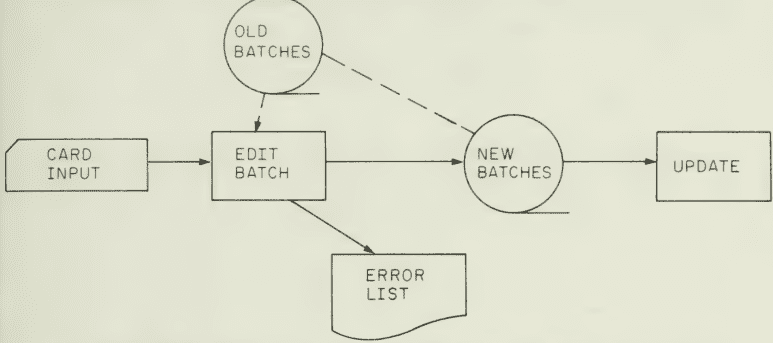 OLD
BATCHES
CARD
INPUT
EDIT
BATCH
NEW
BATCHES
UPDATE
ERROR
LIST